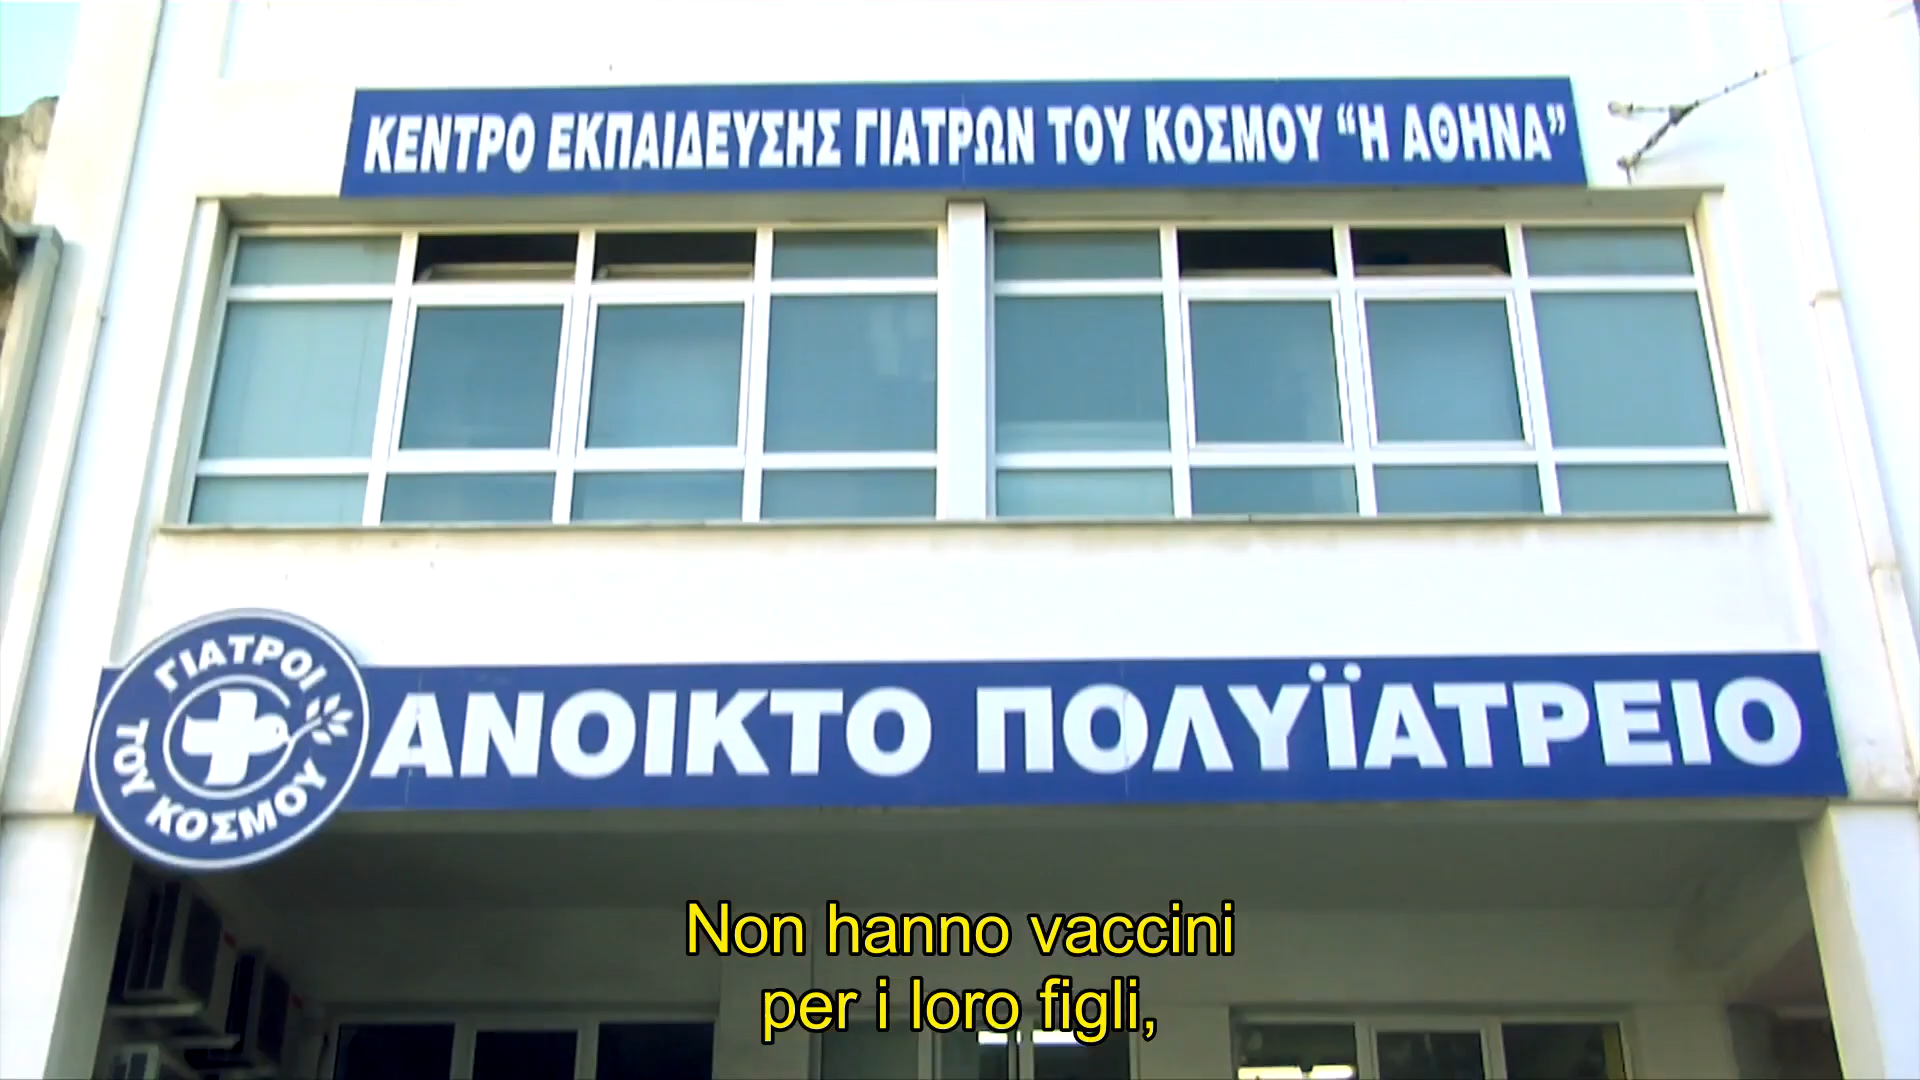 ΚΕΝΤΡΟ ΕΚΠΑΙΔΕΥΣΗΣ ΓΙΑΤΡΩΝ ΤΟΥ ΚΟΣΜΟΥ “Η ΑΘΗΝΑ”
ΓΙΑΤΡΟΙ
ΤΟΥ ΚΟΣΜΟΥ
ΑΝΟΙΚΤΟ ΠΟΛΥΪΑΤΡΕΙΟ
Non hanno vaccini
per i loro figli,